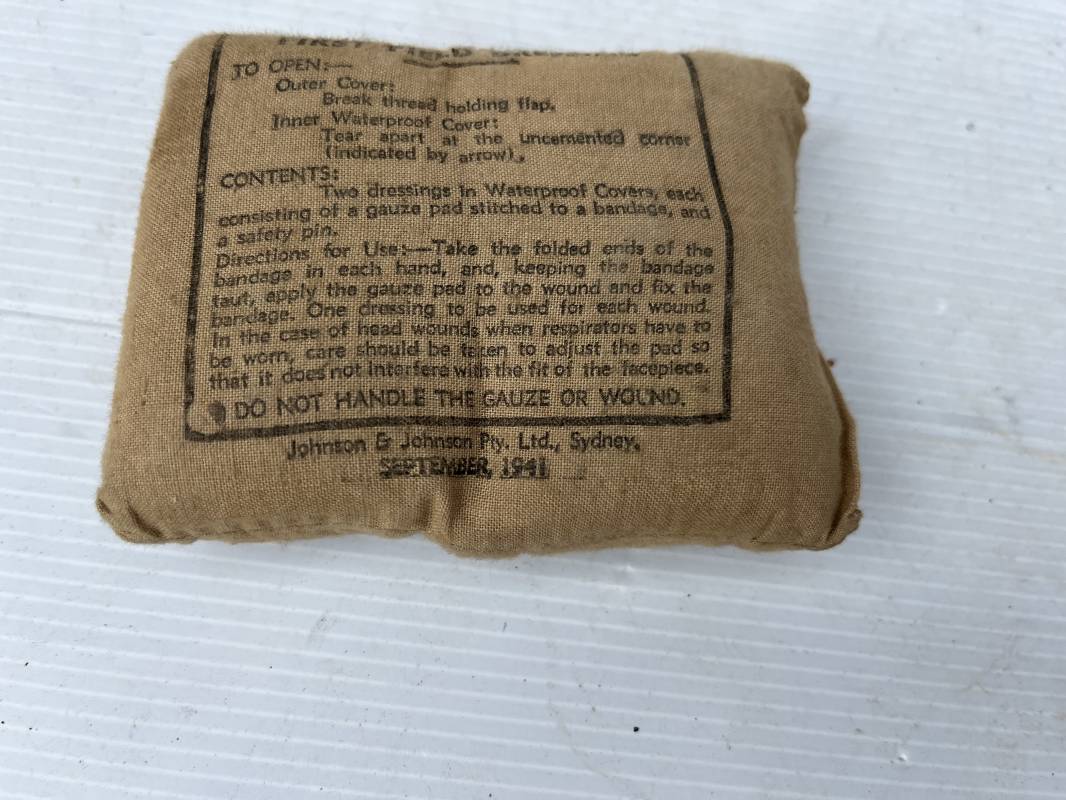 FIRST FIELD DRESSING
TO OPEN:—
Outer Cover:
Break thread holding flap.
Inner Waterproof Cover:
Tear apart at the uncemented corner
(indicated by arrow).
CONTENTS:
Two dressings in Waterproof Covers, each
consisting of a gauze pad stitched to a bandage, and
a safety pin.
Directions for Use:—Take the folded ends of the
bandage in each hand, and, keeping the bandage
taut, apply the gauze pad to the wound and fix the
bandage. One dressing to be used for each wound.
In the case of head wounds when respirators have to
be worn, care should be taken to adjust the pad so
that it does not interfere with the fit of the facepiece.
DO NOT HANDLE THE GAUZE OR WOUND.
Johnson & Johnson Pty. Ltd., Sydney.
SEPTEMBER, 1941